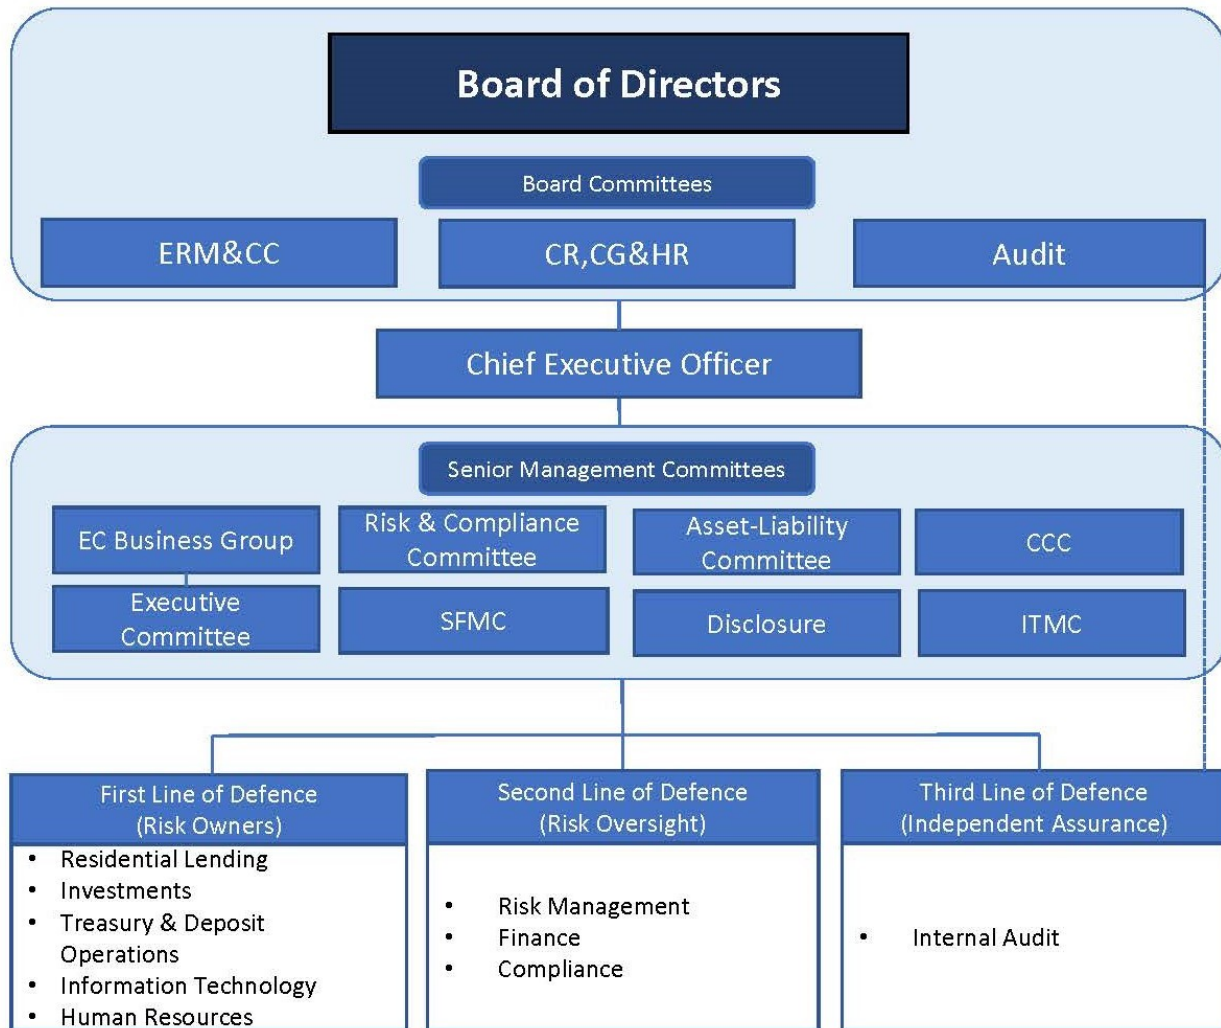 Board of Directors
Board Committees
ERM&CC
CR,CG&HR
Audit
Chief Executive Officer
Senior Management Committees
EC Business Group
Risk & Compliance
Committee
Asset-Liability
Committee
CCC
Executive
Committee
SFMC
Disclosure
ITMC
First Line of Defence
(Risk Owners)
• Residential Lending
• Investments
• Treasury & Deposit
Operations
• Information Technology
• Human Resources
Second Line of Defence
(Risk Oversight)
• Risk Management
• Finance
• Compliance
Third Line of Defence
(Independent Assurance)
• Internal Audit